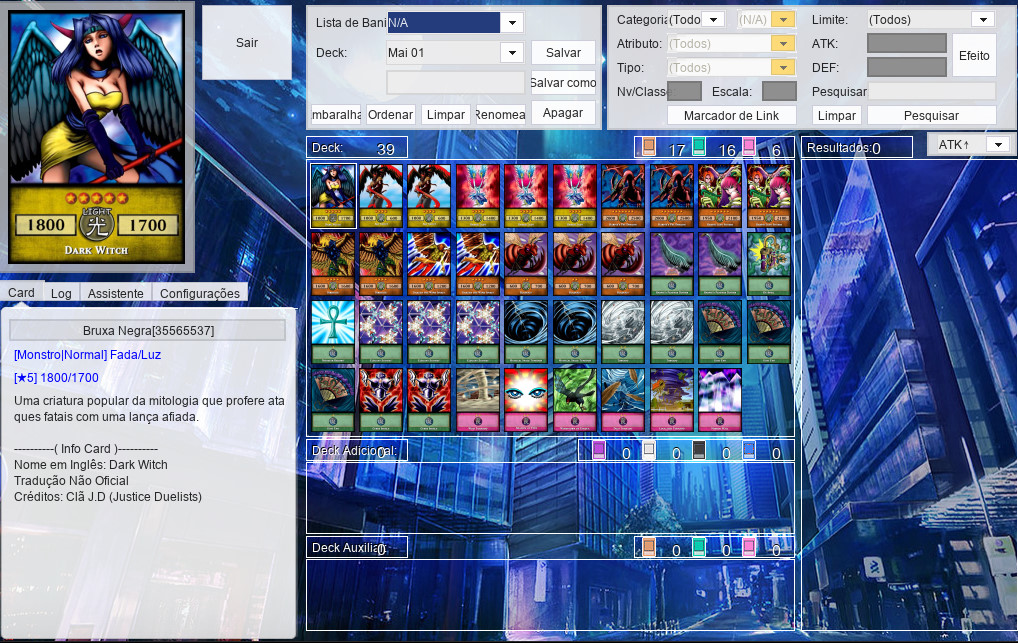 LIGHT
1800
1700
DARK WITCH
Sair
Card
Log
Assistente
Configurações
Bruxa Negra[35565537]
[Monstro|Normal] Fada/Luz
[★5] 1800/1700
Uma criatura popular da mitologia que profere ata
ques fatais com uma lança afiada.
----------( Info Card )----------
Nome em Inglês: Dark Witch
Tradução Não Oficial
Créditos: Clã J.D (Justice Duelists)
Lista de Bani
N/A
Deck:
Mai 01
Salvar
Salvar como
mbaralha
Ordenar
Limpar
Renomea
Apagar
Categoria
(Todo
(N/A)
Limite:
(Todos)
Atributo:
(Todos)
ATK:
Efeito
Tipo:
(Todos)
DEF:
Nv/Classe
Escala:
Pesquisar
Marcador de Link
Limpar
Pesquisar
Deck:
39
17
16
6
Resultados:0
ATK↑
Deck Adicional:
0
0
0
0
0
Deck Auxiliar:
0
0
0
0